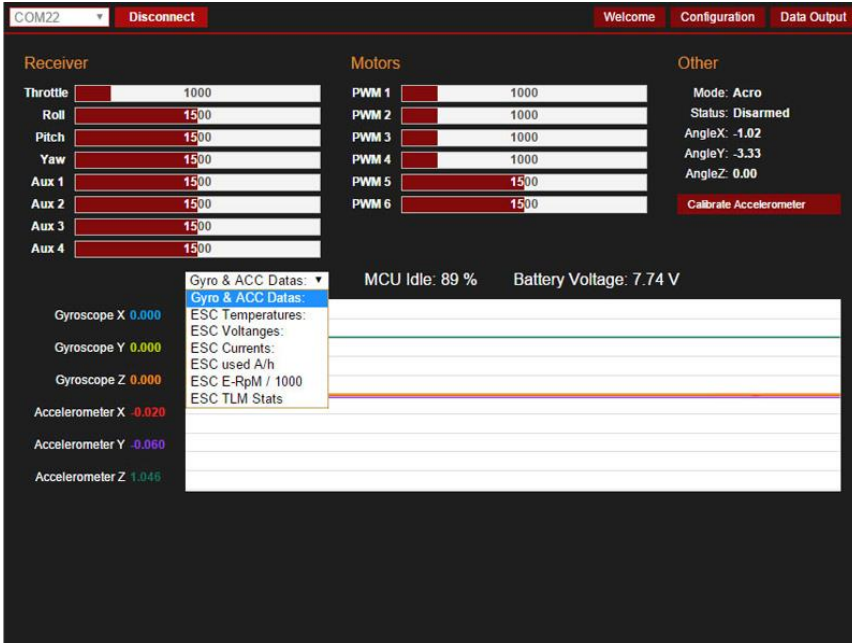 COM22 Disconnect Welcome Configuration Data Output
Receiver
Throttle 1000
Roll 1500
Pitch 1500
Yaw 1500
Aux 1 1500
Aux 2 1500
Aux 3 1500
Aux 4 1500
Motors
PWM 1 1000
PWM 2 1000
PWM 3 1000
PWM 4 1000
PWM 5 1500
PWM 6 1500
Other
Mode: Acro
Status: Disarmed
AngleX: -1.02
AngleY: -3.33
AngleZ: 0.00
Calibrate Accelerometer
Gyro & ACC Datas: MCU Idle: 89 % Battery Voltage: 7.74 V
Gyro & ACC Datas:
ESC Temperatures:
ESC Voltanges:
ESC Currents:
ESC used A/h
ESC E-RpM / 1000
ESC TLM Stats
Gyroscope X 0.000
Gyroscope Y 0.000
Gyroscope Z 0.000
Accelerometer X -0.020
Accelerometer Y -0.060
Accelerometer Z 1.046